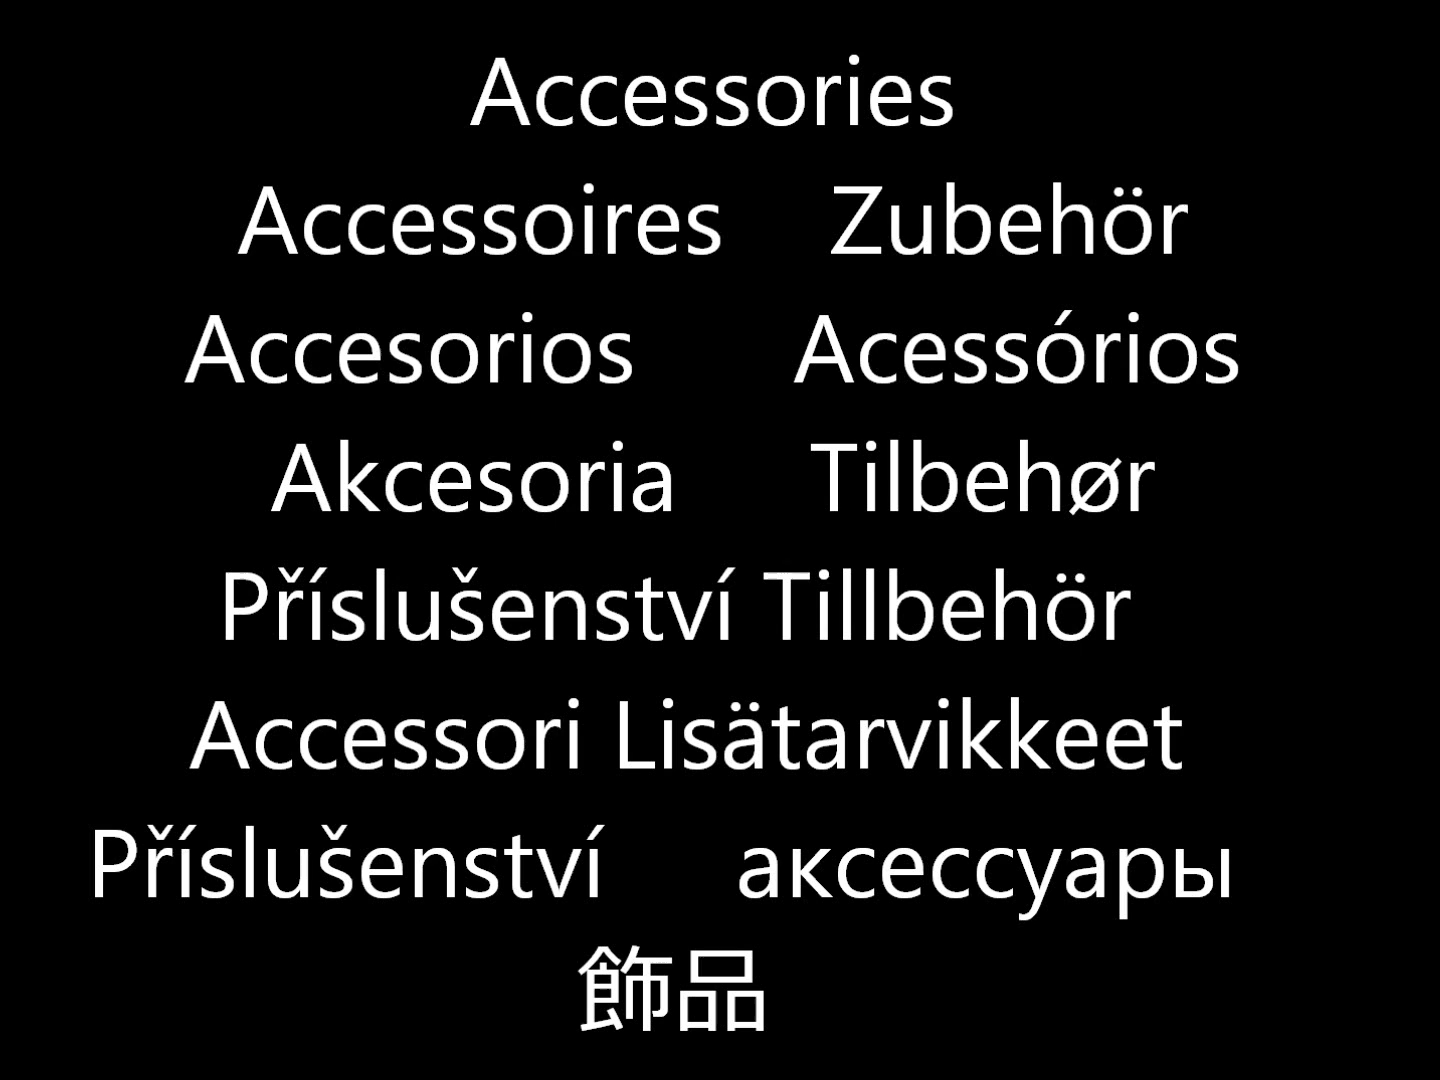 Accessories
Accessoires Zubehör
Accesorios Acessórios
Akcesoria Tilbehør
Příslušenství Tillbehör
Accessori Lisätarvikkeet
Příslušenství аксессуары
飾品